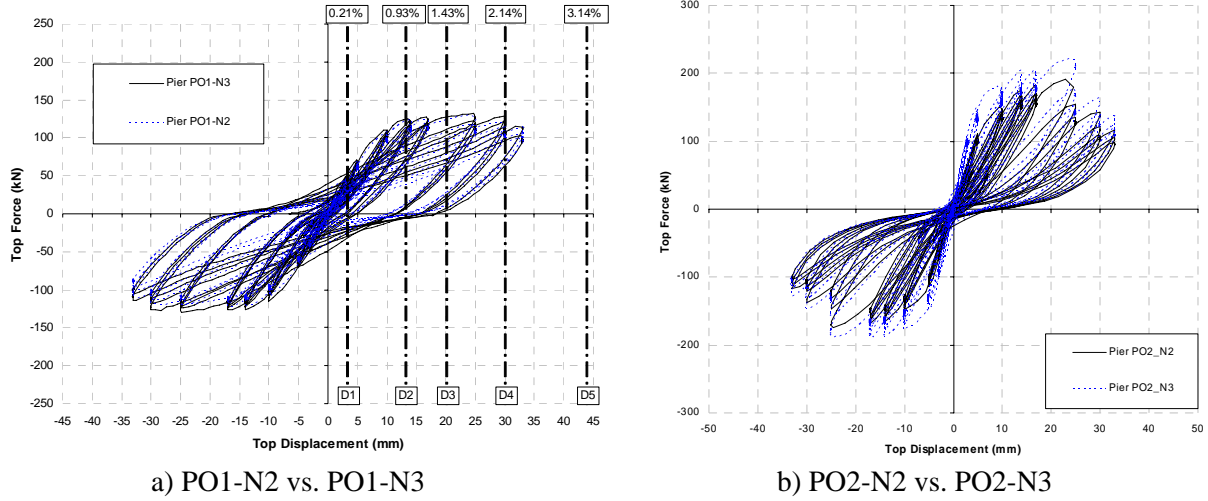 0.21% 0.93% 1.43% 2.14% 3.14%
250
200
150
100
50
0
-50
-100
-150
-200
-250
Top Force (kN)
Pier PO1-N3
Pier PO1-N2
D1 D2 D3 D4 D5
-45 -40 -35 -30 -25 -20 -15 -10 -5 0 5 10 15 20 25 30 35 40 45
Top Displacement (mm)
a) PO1-N2 vs. PO1-N3
300
200
100
0
-100
-200
-300
Top Force (kN)
Pier PO2_N2
Pier PO2_N3
-50 -40 -30 -20 -10 0 10 20 30 40 50
Top Displacement (mm)
b) PO2-N2 vs. PO2-N3